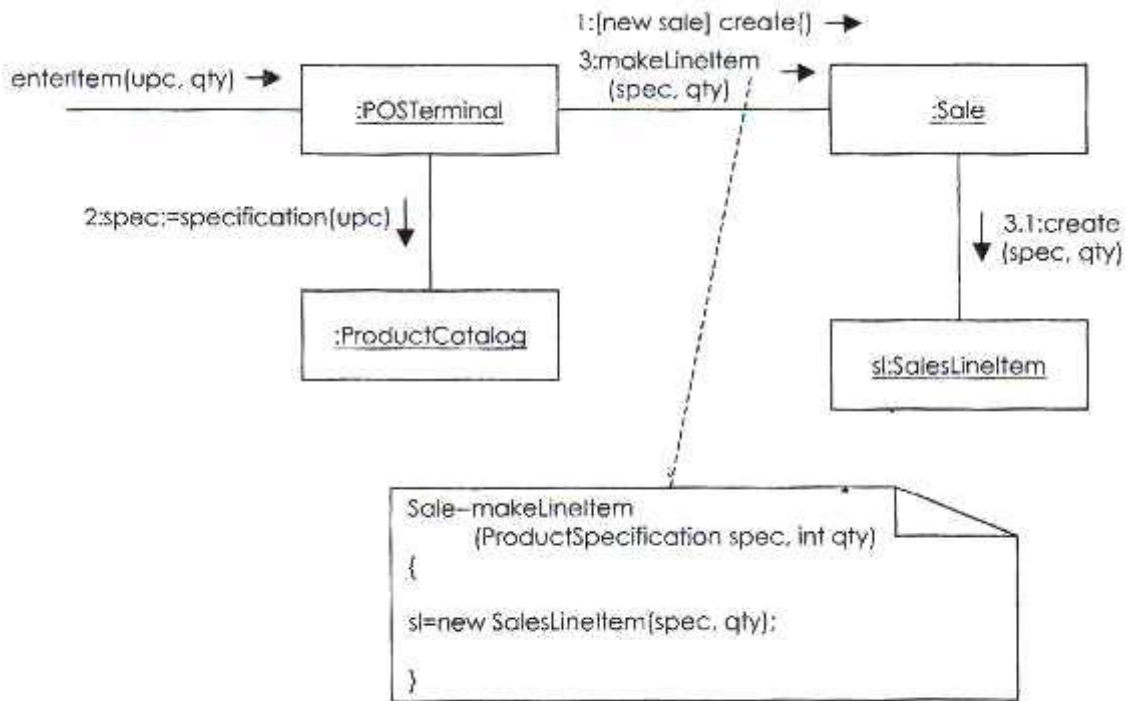 1:[new sale] create()
3:makeLineItem
(spec, qty)
enterItem(upc, qty)
:POSTerminal
:Sale
2:spec:=specification(upc)
3.1:create
(spec, qty)
:ProductCatalog
sl:SalesLineItem
Sale–makeLineItem
(ProductSpecification spec, int qty)
{
sl=new SalesLineItem(spec, qty);
}